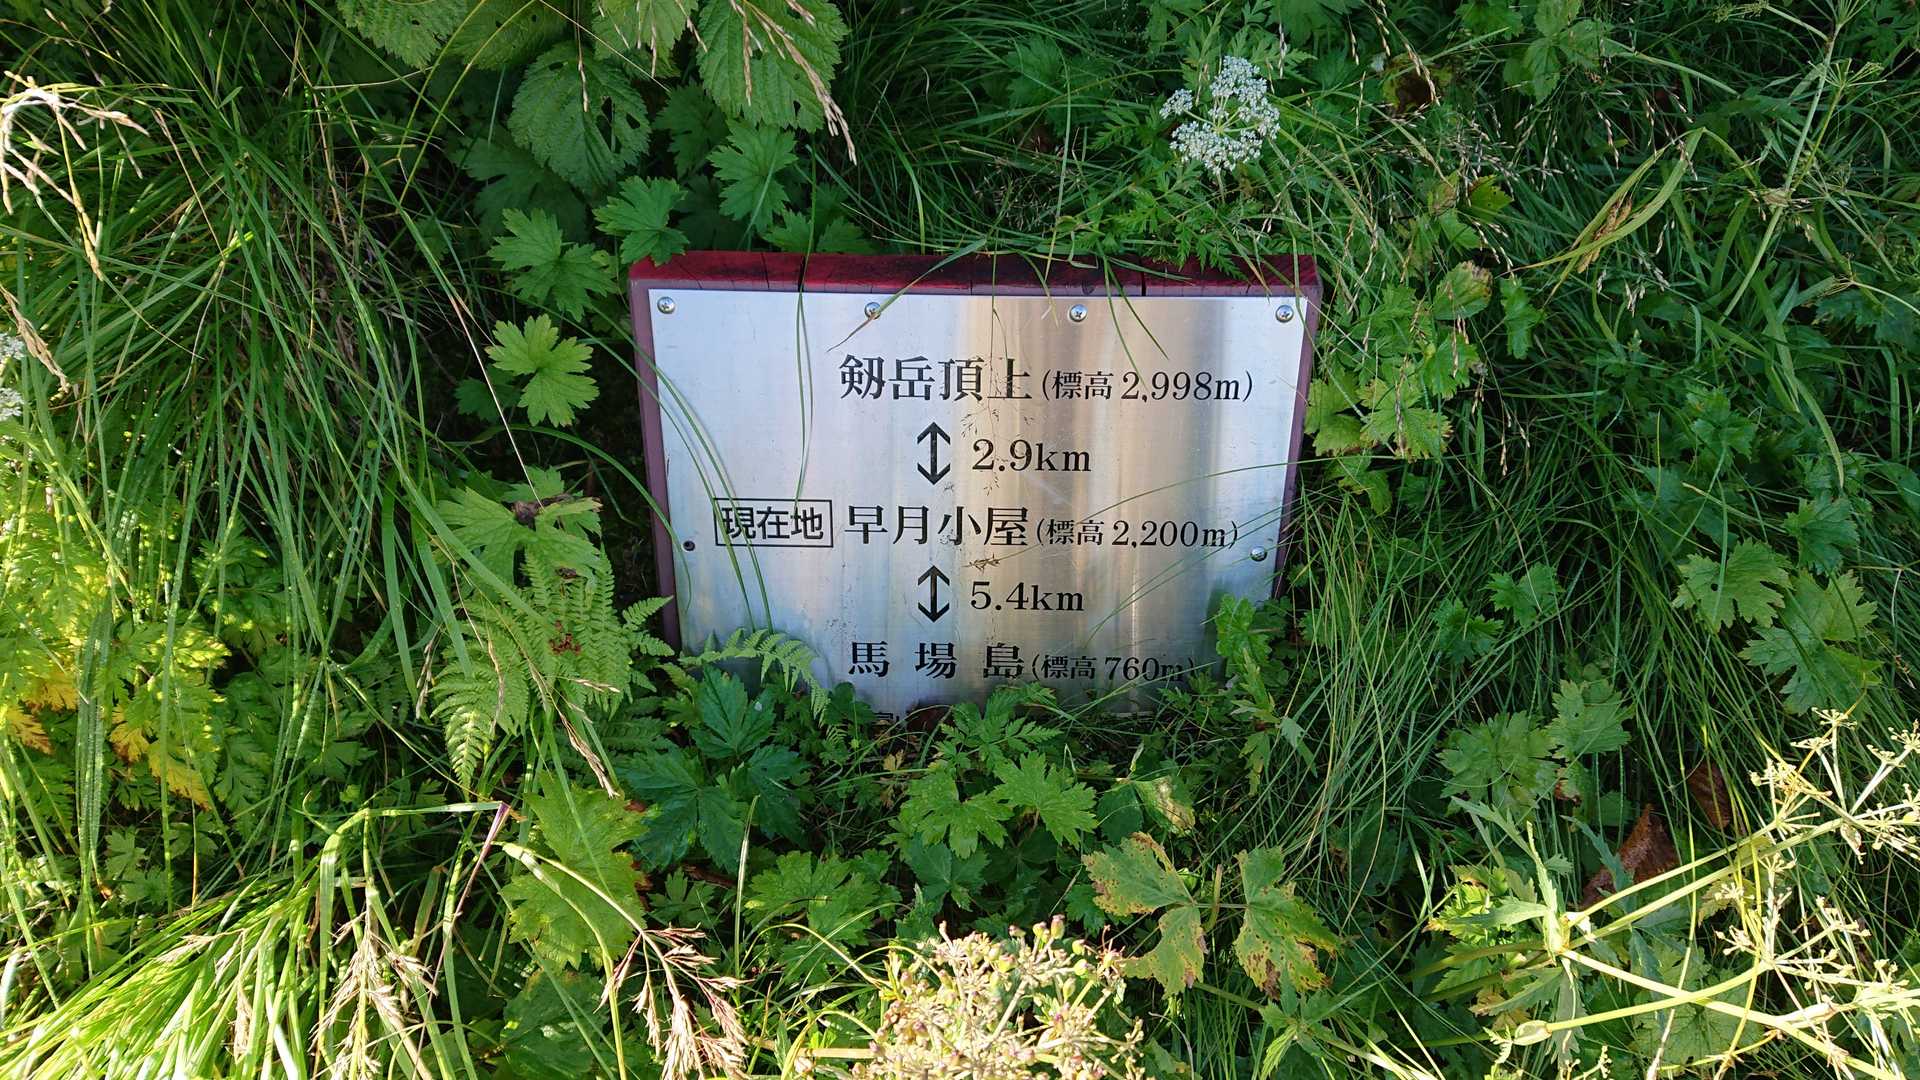 剱岳頂上(標高2,998m)
2.9km
現在地 早月小屋(標高2,200m)
5.4km
馬場島(標高760m)